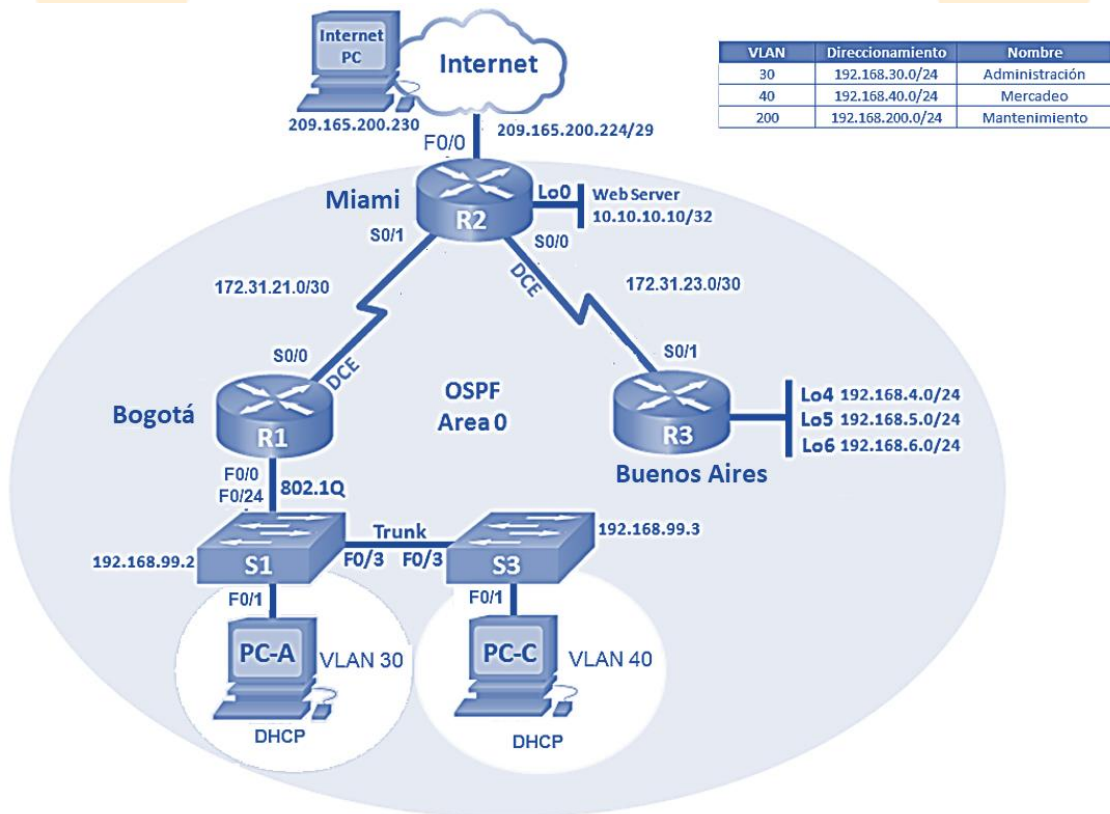 Internet
PC
Internet
209.165.200.230
209.165.200.224/29
F0/0
VLAN Direccionamiento Nombre
30 192.168.30.0/24 Administración
40 192.168.40.0/24 Mercadeo
200 192.168.200.0/24 Mantenimiento
Miami
R2
Lo0
Web Server
10.10.10.10/32
S0/1
S0/0
DCE
172.31.21.0/30
172.31.23.0/30
S0/0
DCE
S0/1
OSPF
Area 0
Bogotá
R1
R3
Buenos Aires
Lo4 192.168.4.0/24
Lo5 192.168.5.0/24
Lo6 192.168.6.0/24
F0/0
F0/24
802.1Q
Trunk
192.168.99.3
192.168.99.2
S1
F0/3
F0/3
S3
F0/1
F0/1
PC-A
VLAN 30
PC-C
VLAN 40
DHCP
DHCP